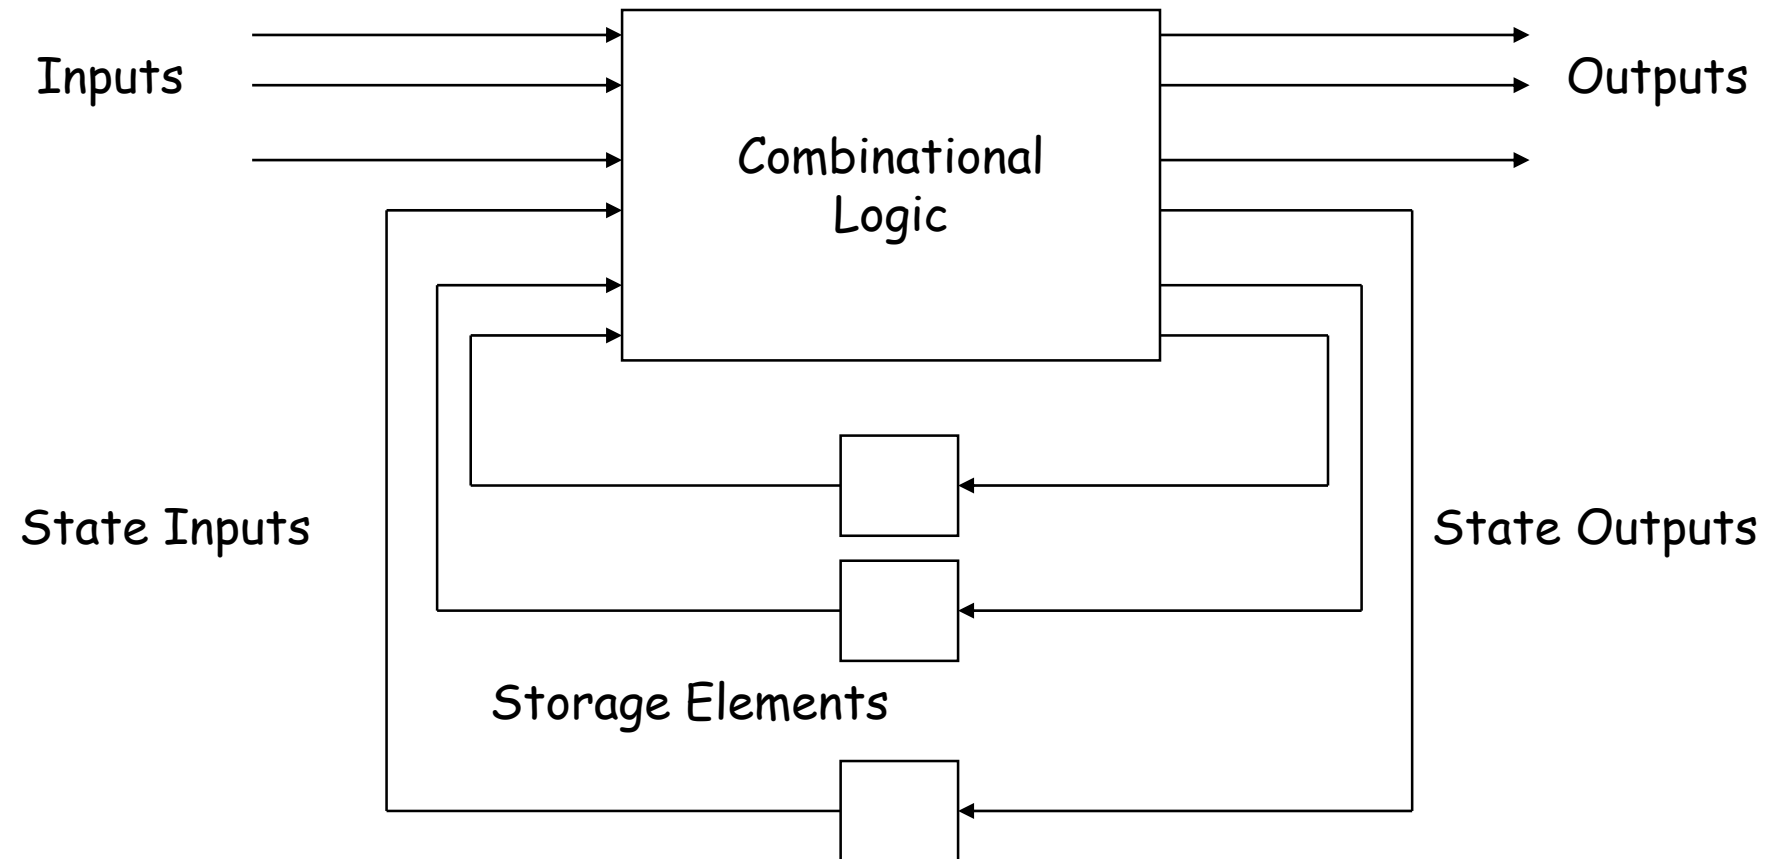 Inputs
Outputs
Combinational
Logic
State Inputs
State Outputs
Storage Elements